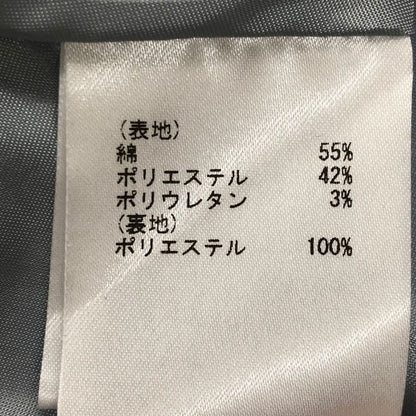 (表地)
綿 55%
ポリエステル 42%
ポリウレタン 3%
(裏地)
ポリエステル 100%